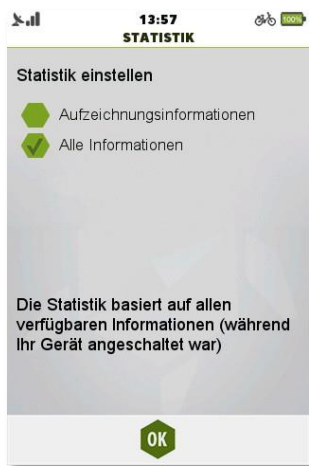 13:57
100%
STATISTIK
Statistik einstellen
Aufzeichnungsinformationen
Alle Informationen
Die Statistik basiert auf allen
verfügbaren Informationen (während
Ihr Gerät angeschaltet war)
OK